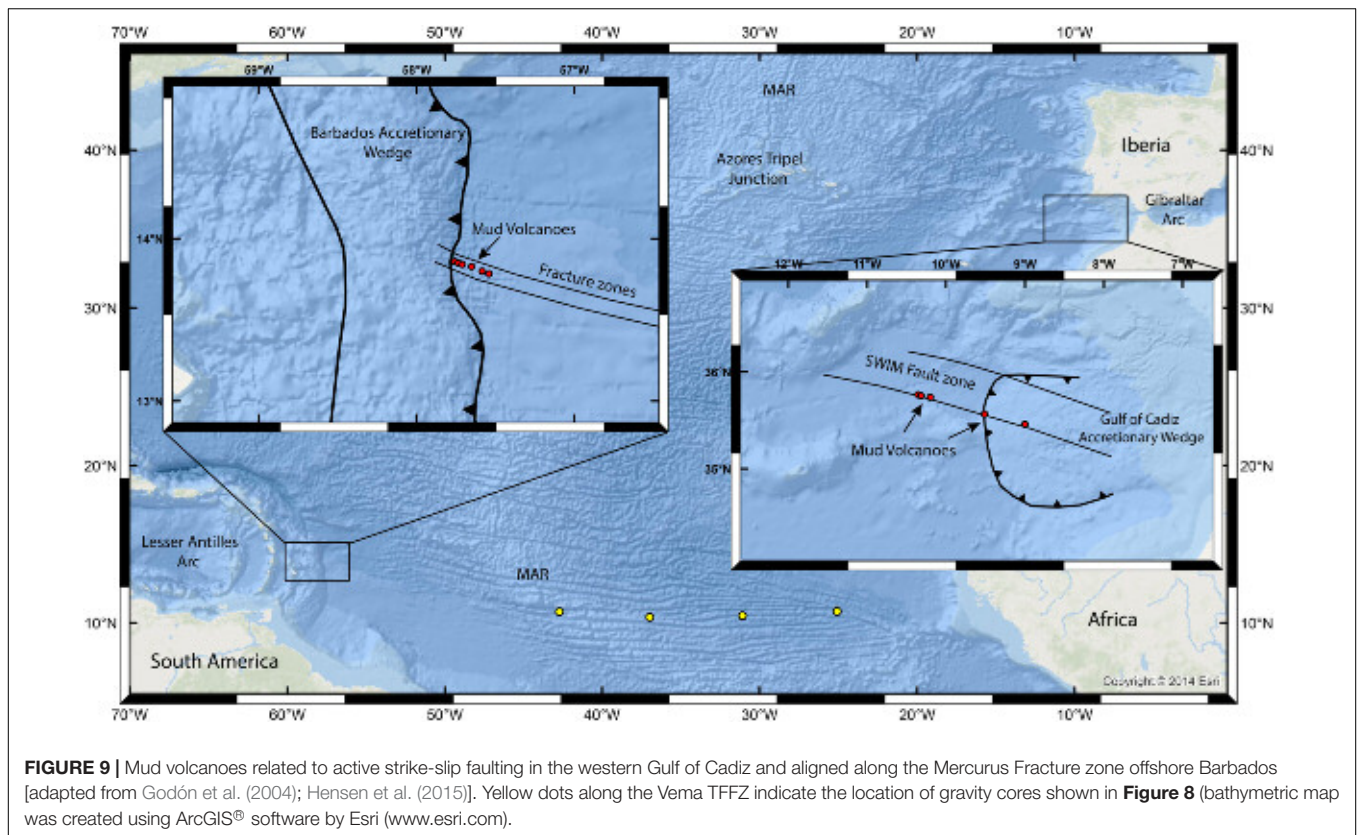 70°W 60°W 50°W 40°W 30°W 20°W 10°W
59°W 58°W 57°W
MAR
Barbados Accretionary
Wedge
Iberia
40°N 40°N
Azores Tripel
Junction
Gibraltar
Arc
14°N
Mud Volcanoes
12°W 11°W 10°W 9°W 8°W 7°W
Fracture zones
30°N 30°N
36°N
SWIM Fault zone
13°N
Gulf of Cadiz
Accretionary Wedge
Mud Volcanoes
35°N
20°N 20°N
Lesser Antilles
Arc
MAR
10°N 10°N
Africa
South America
Copyright © 2014 Esri
70°W 60°W 50°W 40°W 30°W 20°W 10°W
FIGURE 9 | Mud volcanoes related to active strike-slip faulting in the western Gulf of Cadiz and aligned along the Mercurus Fracture zone offshore Barbados
[adapted from Godón et al. (2004); Hensen et al. (2015)]. Yellow dots along the Vema TFFZ indicate the location of gravity cores shown in Figure 8 (bathymetric map
was created using ArcGIS® software by Esri (www.esri.com).